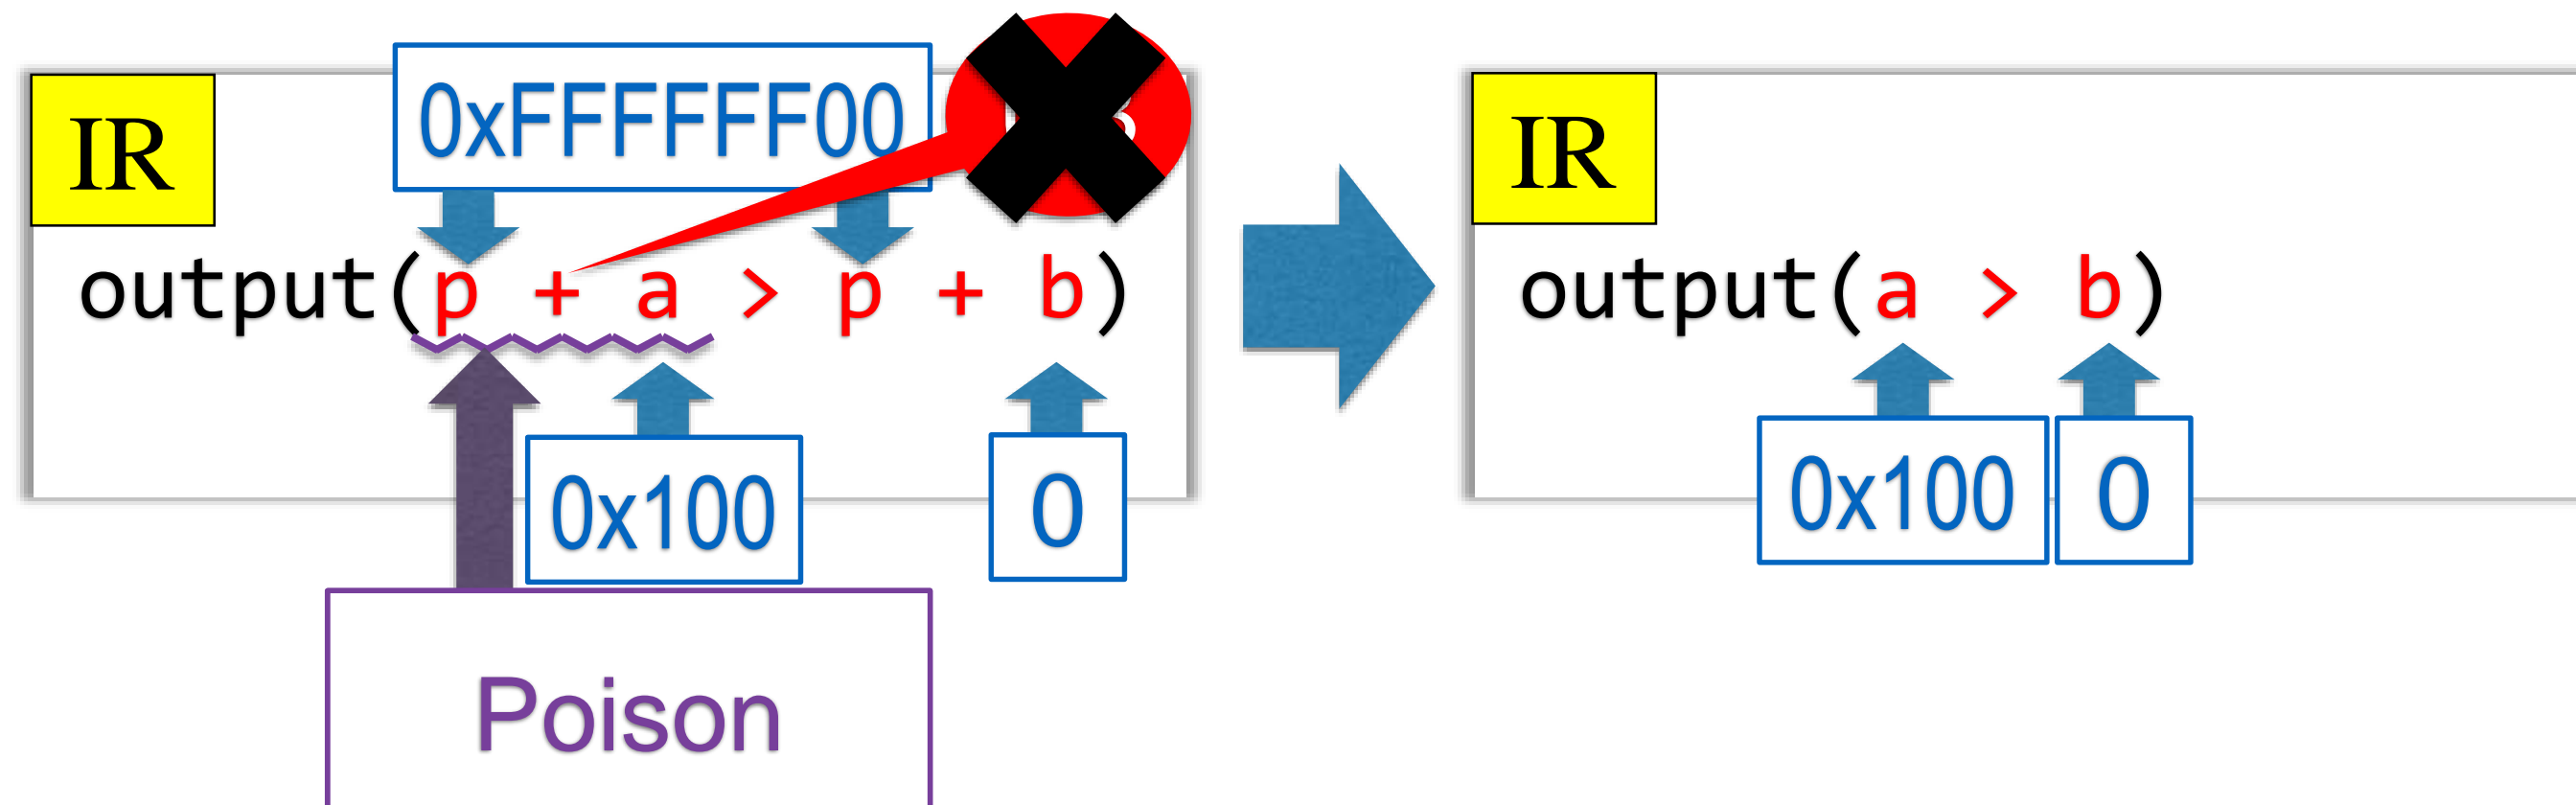 IR
0xFFFFFF00
output(p + a > p + b)
0x100
0
Poison
IR
output(a > b)
0x100
0